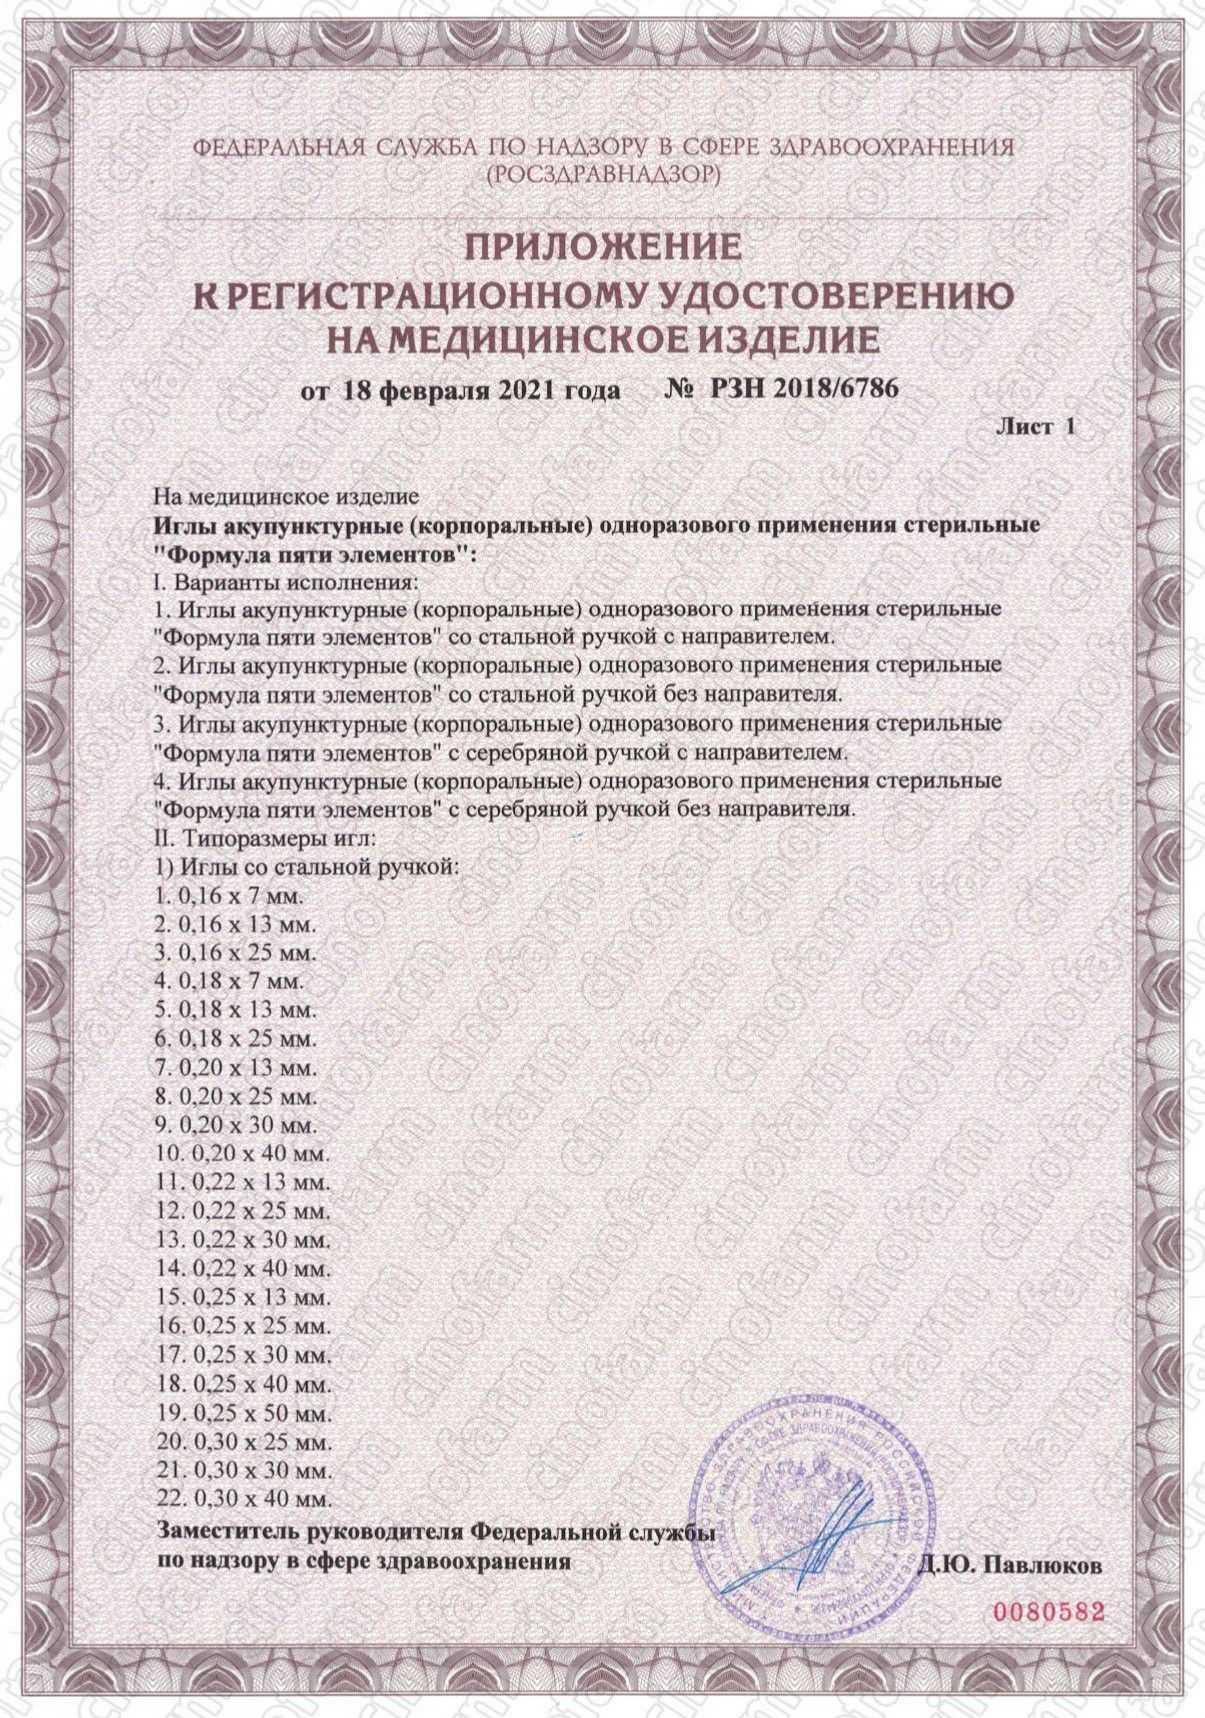 ФЕДЕРАЛЬНАЯ СЛУЖБА ПО НАДЗОРУ В СФЕРЕ ЗДРАВООХРАНЕНИЯ
(РОСЗДРАВНАДЗОР)
ПРИЛОЖЕНИЕ
К РЕГИСТРАЦИОННОМУ УДОСТОВЕРЕНИЮ
НА МЕДИЦИНСКОЕ ИЗДЕЛИЕ
от 18 февраля 2021 года № РЗН 2018/6786
Лист 1
На медицинское изделие
Иглы акупунктурные (корпоральные) одноразового применения стерильные
"Формула пяти элементов":
I. Варианты исполнения:
1. Иглы акупунктурные (корпоральные) одноразового применения стерильные
"Формула пяти элементов" со стальной ручкой с направителем.
2. Иглы акупунктурные (корпоральные) одноразового применения стерильные
"Формула пяти элементов" со стальной ручкой без направителя.
3. Иглы акупунктурные (корпоральные) одноразового применения стерильные
"Формула пяти элементов" с серебряной ручкой с направителем.
4. Иглы акупунктурные (корпоральные) одноразового применения стерильные
"Формула пяти элементов" с серебряной ручкой без направителя.
II. Типоразмеры игл:
1) Иглы со стальной ручкой:
1. 0,16 х 7 мм.
2. 0,16 х 13 мм.
3. 0,16 х 25 мм.
4. 0,18 х 7 мм.
5. 0,18 х 13 мм.
6. 0,18 х 25 мм.
7. 0,20 х 13 мм.
8. 0,20 х 25 мм.
9. 0,20 х 30 мм.
10. 0,20 х 40 мм.
11. 0,22 х 13 мм.
12. 0,22 х 25 мм.
13. 0,22 х 30 мм.
14. 0,22 х 40 мм.
15. 0,25 х 13 мм.
16. 0,25 х 25 мм.
17. 0,25 х 30 мм.
18. 0,25 х 40 мм.
19. 0,25 х 50 мм.
20. 0,30 х 25 мм.
21. 0,30 х 30 мм.
22. 0,30 х 40 мм.
Заместитель руководителя Федеральной службы
по надзору в сфере здравоохранения
Д.Ю. Павлюков
0080582
cinofarm